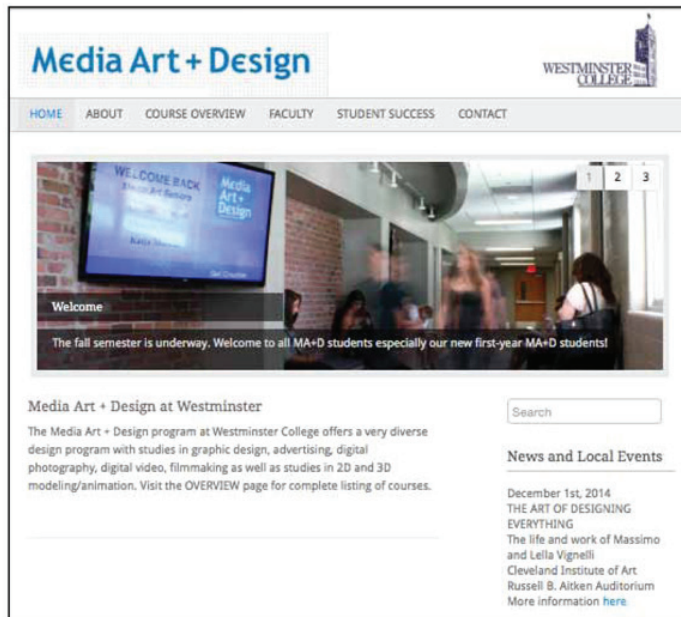 Media Art + Design
WESTMINSTER
COLLEGE
HOME ABOUT COURSE OVERVIEW FACULTY STUDENT SUCCESS CONTACT
WELCOME BACK
Media
Art+
Design
1 2 3
Welcome
The fall semester is underway. Welcome to all MA+D students especially our new first-year MA+D students!
Media Art + Design at Westminster
The Media Art + Design program at Westminster College offers a very diverse
design program with studies in graphic design, advertising, digital
photography, digital video, filmmaking as well as studies in 2D and 3D
modeling/animation. Visit the OVERVIEW page for complete listing of courses.
Search
News and Local Events
December 1st, 2014
THE ART OF DESIGNING
EVERYTHING
The life and work of Massimo
and Lella Vignelli
Cleveland Institute of Art
Russell B. Aitken Auditorium
More information here